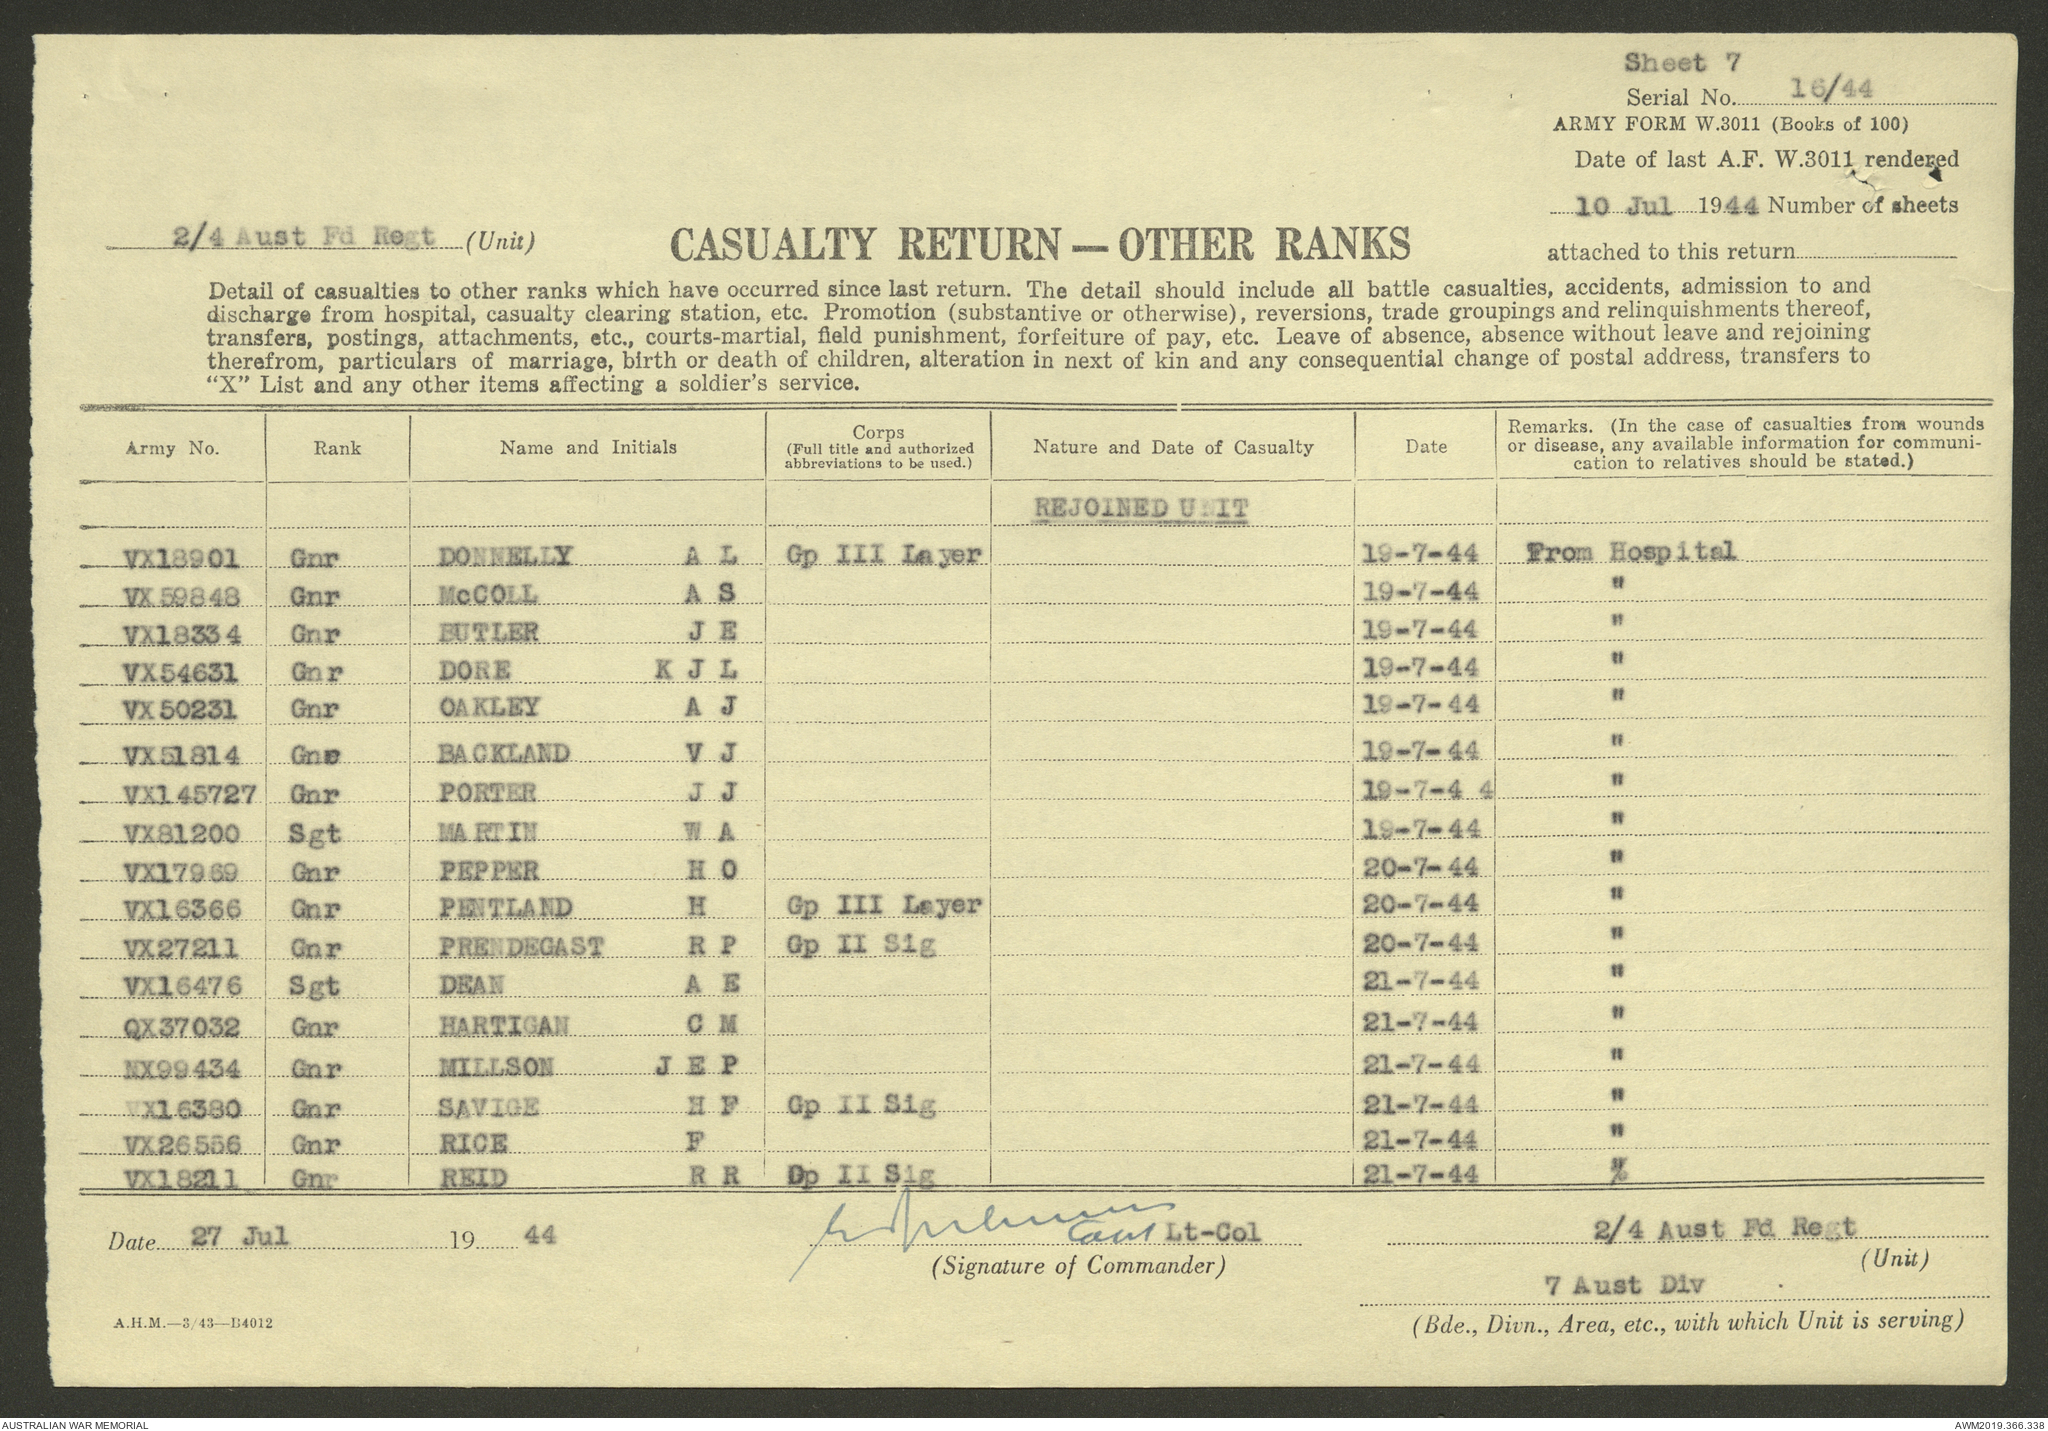 Sheet 7
Serial No. 16/44
ARMY FORM W.3011 (Books of 100)
Date of last A.F. W.3011 rendered
10 Jul 1944 Number of sheets
attached to this return
2/4 Aust Fd Regt (Unit)
CASUALTY RETURN — OTHER RANKS
Detail of casualties to other ranks which have occurred since last return. The detail should include all battle casualties, accidents, admission to and
discharge from hospital, casualty clearing station, etc. Promotion (substantive or otherwise), reversions, trade groupings and relinquishments thereof,
transfers, postings, attachments, etc., courts-martial, field punishment, forfeiture of pay, etc. Leave of absence, absence without leave and rejoining
therefrom, particulars of marriage, birth or death of children, alteration in next of kin and any consequential change of postal address, transfers to
“X” List and any other items affecting a soldier’s service.
Army No. Rank Name and Initials Corps (Full title and authorized abbreviations to be used.) Nature and Date of Casualty Date Remarks. (In the case of casualties from wounds or disease, any available information for communi- cation to relatives should be stated.)
REJOINED UNIT
VX18901 Gnr DONNELLY A L Gp III Layer 19-7-44 From Hospital
VX59848 Gnr McCOLL A S 19-7-44 "
VX18334 Gnr BUTLER J E 19-7-44 "
VX54631 Gnr DORE K J L 19-7-44 "
VX50231 Gnr OAKLEY A J 19-7-44 "
VX51814 Gnr BACKLAND V J 19-7-44 "
VX145727 Gnr PORTER J J 19-7-4 4 "
VX81200 Sgt MARTIN W A 19-7-44 "
VX17969 Gnr PEPPER H O 20-7-44 "
VX16366 Gnr PENTLAND H Gp III Layer 20-7-44 "
VX27211 Gnr PRENDEGAST R P Gp II Sig 20-7-44 "
VX16476 Sgt DEAN A E 21-7-44 "
QX37032 Gnr HARTIGAN C M 21-7-44 "
NX99434 Gnr MILLSON J E P 21-7-44 "
VX16380 Gnr SAVIGE H F Gp II Sig 21-7-44 "
VX26556 Gnr RICE F 21-7-44 "
VX18211 Gnr REID R R Dp II Sig 21-7-44 "
Date 27 Jul 19 44
Capt Lt-Col
(Signature of Commander)
2/4 Aust Fd Regt
(Unit)
7 Aust Div
(Bde., Divn., Area, etc., with which Unit is serving)
A.H.M.—3/43—B4012
AUSTRALIAN WAR MEMORIAL
AWM2019.366.338